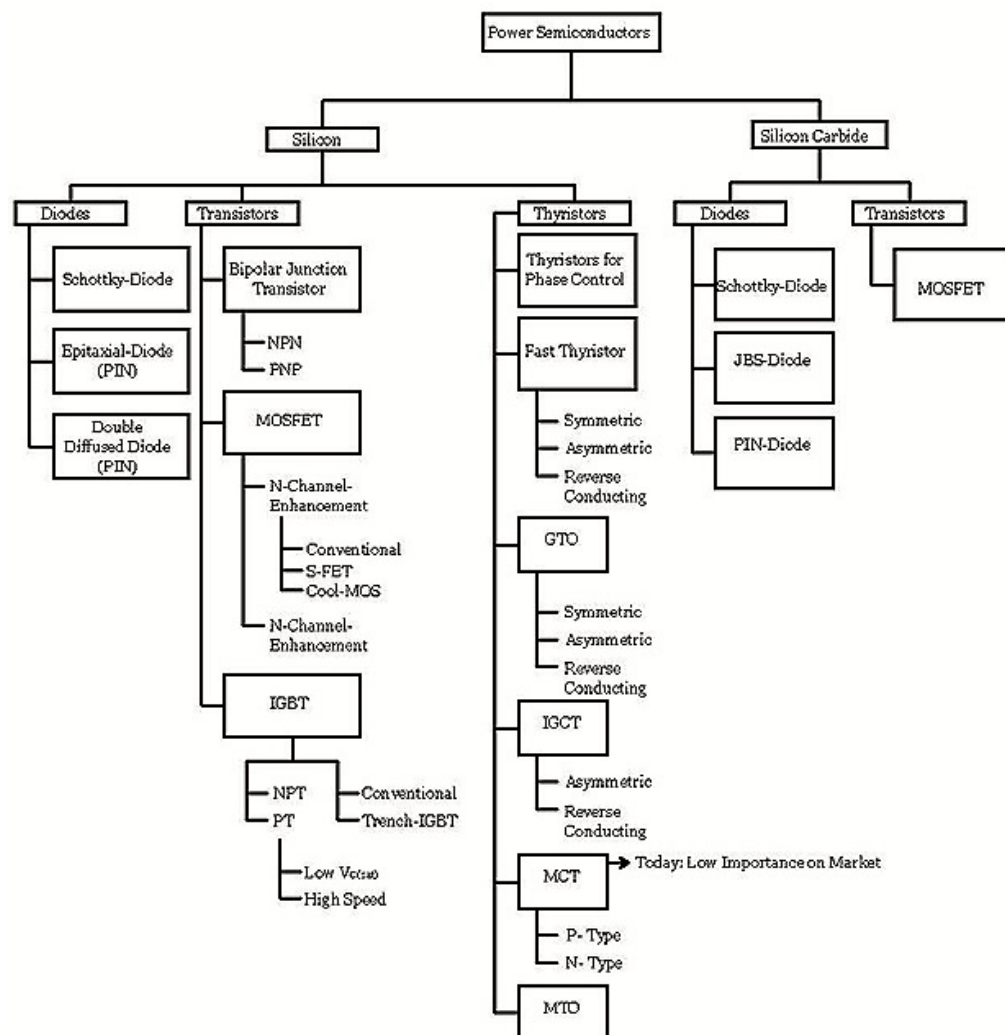 Power Semiconductors
Silicon
Silicon Carbide
Diodes
Transistors
Thyristors
Diodes
Transistors
Schottky-Diode
Epitaxial-Diode
(PIN)
Double
Diffused Diode
(PIN)
Bipolar Junction
Transistor
NPN
PNP
MOSFET
N-Channel-
Enhancement
Conventional
S-FET
Cool-MOS
N-Channel-
Enhancement
IGBT
NPT
PT
Conventional
Trench-IGBT
Low
High Speed
Thyristors for
Phase Control
Fast Thyristor
Symmetric
Asymmetric
Reverse
Conducting
GTO
Symmetric
Asymmetric
Reverse
Conducting
IGCT
Asymmetric
Reverse
Conducting
MCT
Today: Low Importance on Market
P- Type
N- Type
MTO
Schottky-Diode
JBS-Diode
PIN-Diode
MOSFET